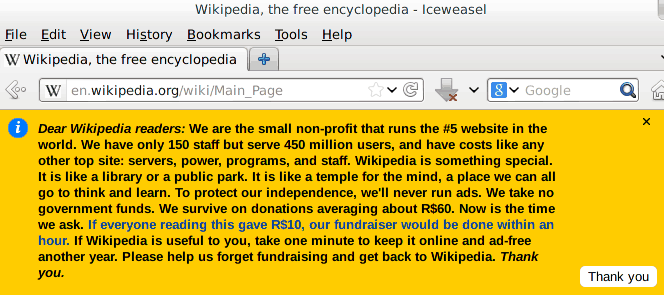 Wikipedia, the free encyclopedia - Iceweasel
File Edit View History Bookmarks Tools Help
W Wikipedia, the free encyclopedia
W en.wikipedia.org/wiki/Main_Page 8 Google
Dear Wikipedia readers: We are the small non-profit that runs the #5 website in the
world. We have only 150 staff but serve 450 million users, and have costs like any
other top site: servers, power, programs, and staff. Wikipedia is something special.
It is like a library or a public park. It is like a temple for the mind, a place we can all
go to think and learn. To protect our independence, we'll never run ads. We take no
government funds. We survive on donations averaging about R$60. Now is the time
we ask. If everyone reading this gave R$10, our fundraiser would be done within an
hour. If Wikipedia is useful to you, take one minute to keep it online and ad-free
another year. Please help us forget fundraising and get back to Wikipedia. Thank
you.
Thank you